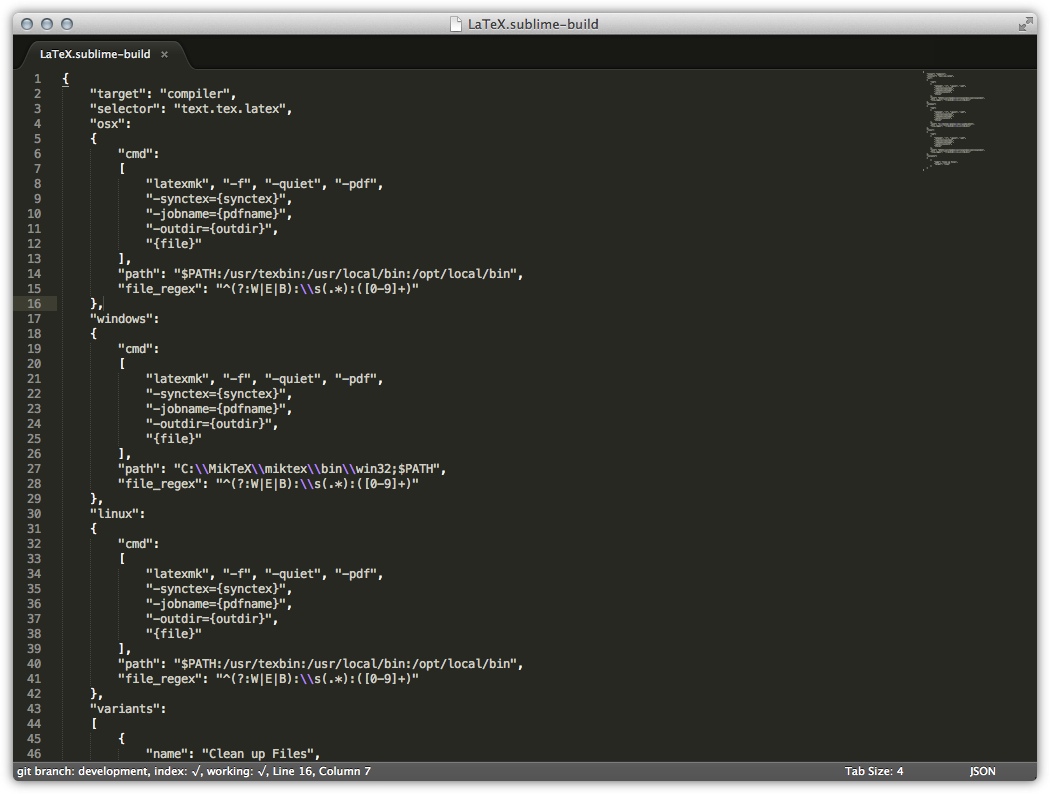 LaTeX.sublime-build
LaTeX.sublime-build ×
1 {
2 "target": "compiler",
3 "selector": "text.tex.latex",
4 "osx":
5 {
6 "cmd":
7 [
8 "latexmk", "-f", "-quiet", "-pdf",
9 "-synctex={synctex}",
10 "-jobname={pdfname}",
11 "-outdir={outdir}",
12 "{file}"
13 ],
14 "path": "$PATH:/usr/texbin:/usr/local/bin:/opt/local/bin",
15 "file_regex": "^(?:W|E|B):\\s(.*):([0-9]+)"
16 },
17 "windows":
18 {
19 "cmd":
20 [
21 "latexmk", "-f", "-quiet", "-pdf",
22 "-synctex={synctex}",
23 "-jobname={pdfname}",
24 "-outdir={outdir}",
25 "{file}"
26 ],
27 "path": "C:\\MikTeX\\miktex\\bin\\win32;$PATH",
28 "file_regex": "^(?:W|E|B):\\s(.*):([0-9]+)"
29 },
30 "linux":
31 {
32 "cmd":
33 [
34 "latexmk", "-f", "-quiet", "-pdf",
35 "-synctex={synctex}",
36 "-jobname={pdfname}",
37 "-outdir={outdir}",
38 "{file}"
39 ],
40 "path": "$PATH:/usr/texbin:/usr/local/bin:/opt/local/bin",
41 "file_regex": "^(?:W|E|B):\\s(.*):([0-9]+)"
42 },
43 "variants":
44 [
45 {
46 "name": "Clean up Files",
git branch: development, index: √, working: √, Line 16, Column 7 Tab Size: 4 JSON